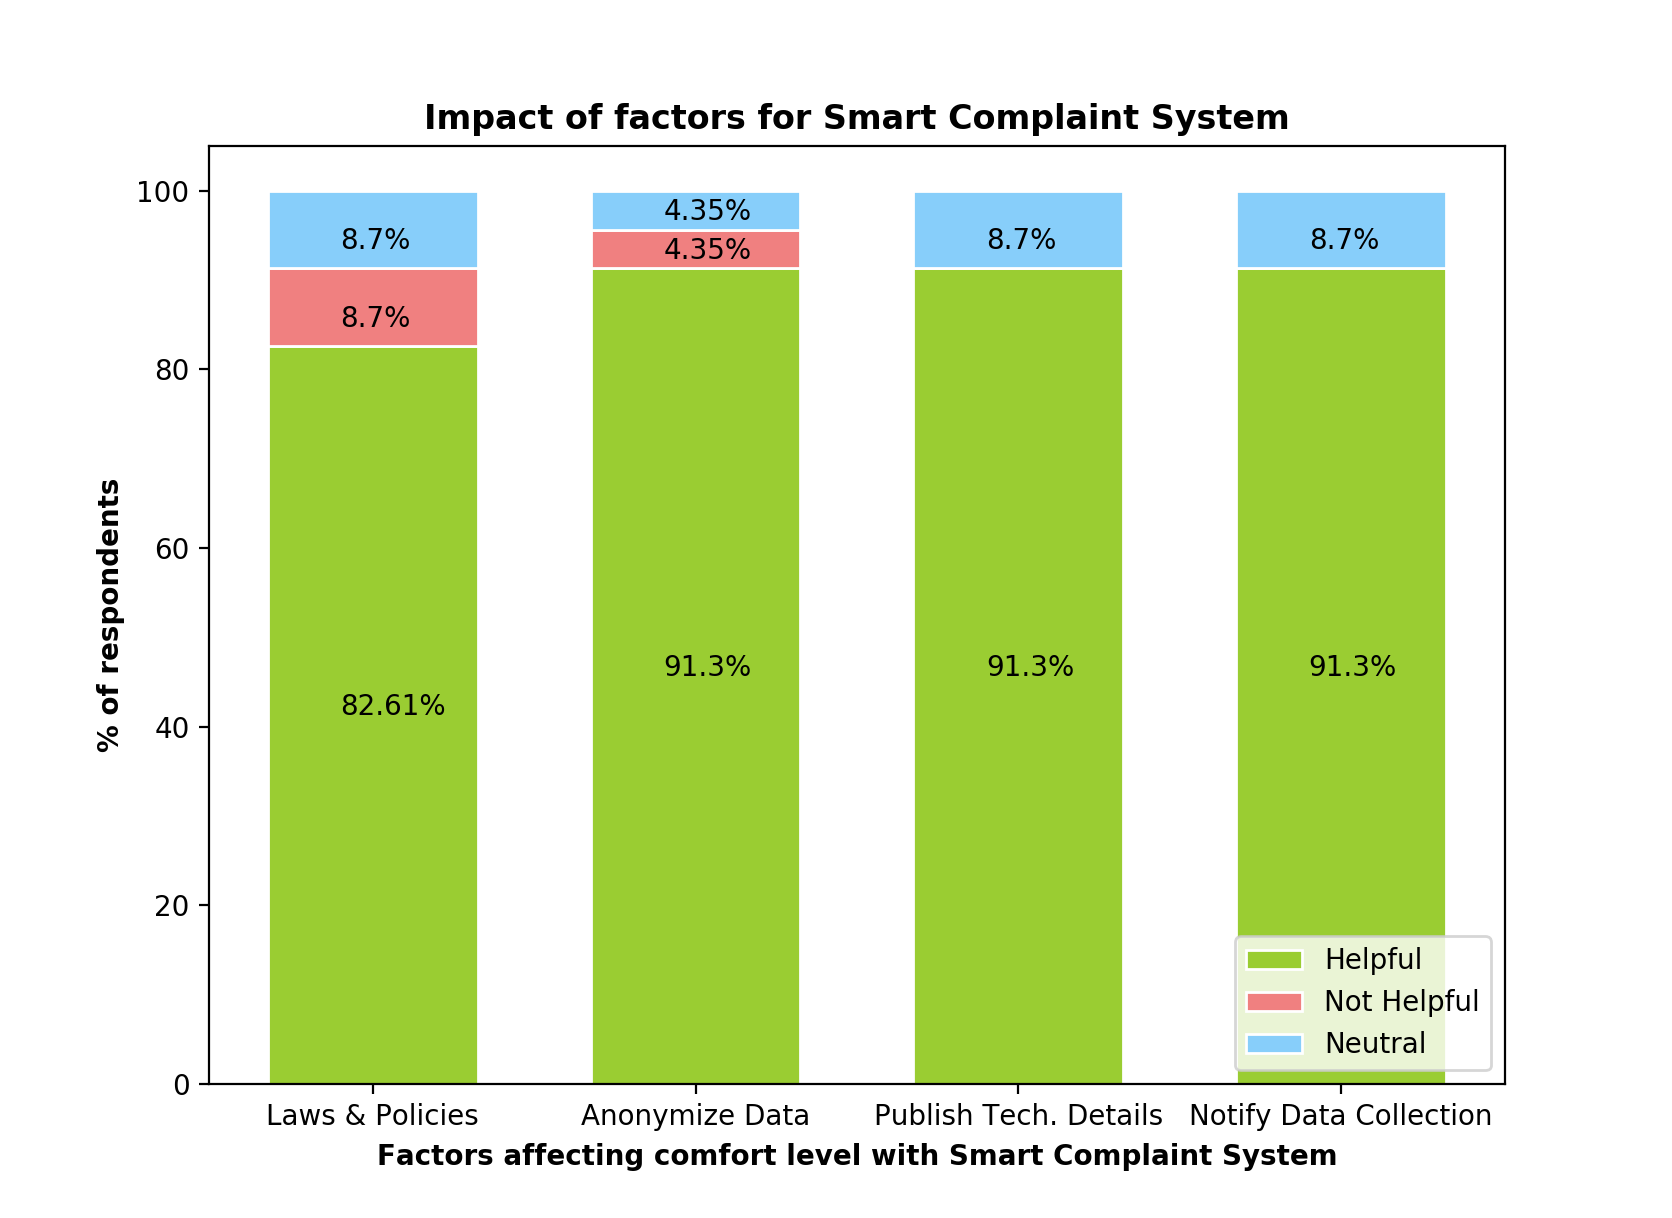 Impact of factors for Smart Complaint System
100
80
60
40
20
0
% of respondents
8.7%
8.7%
82.61%
4.35%
4.35%
91.3%
8.7%
91.3%
8.7%
91.3%
Helpful
Not Helpful
Neutral
Laws & Policies
Anonymize Data
Publish Tech. Details
Notify Data Collection
Factors affecting comfort level with Smart Complaint System